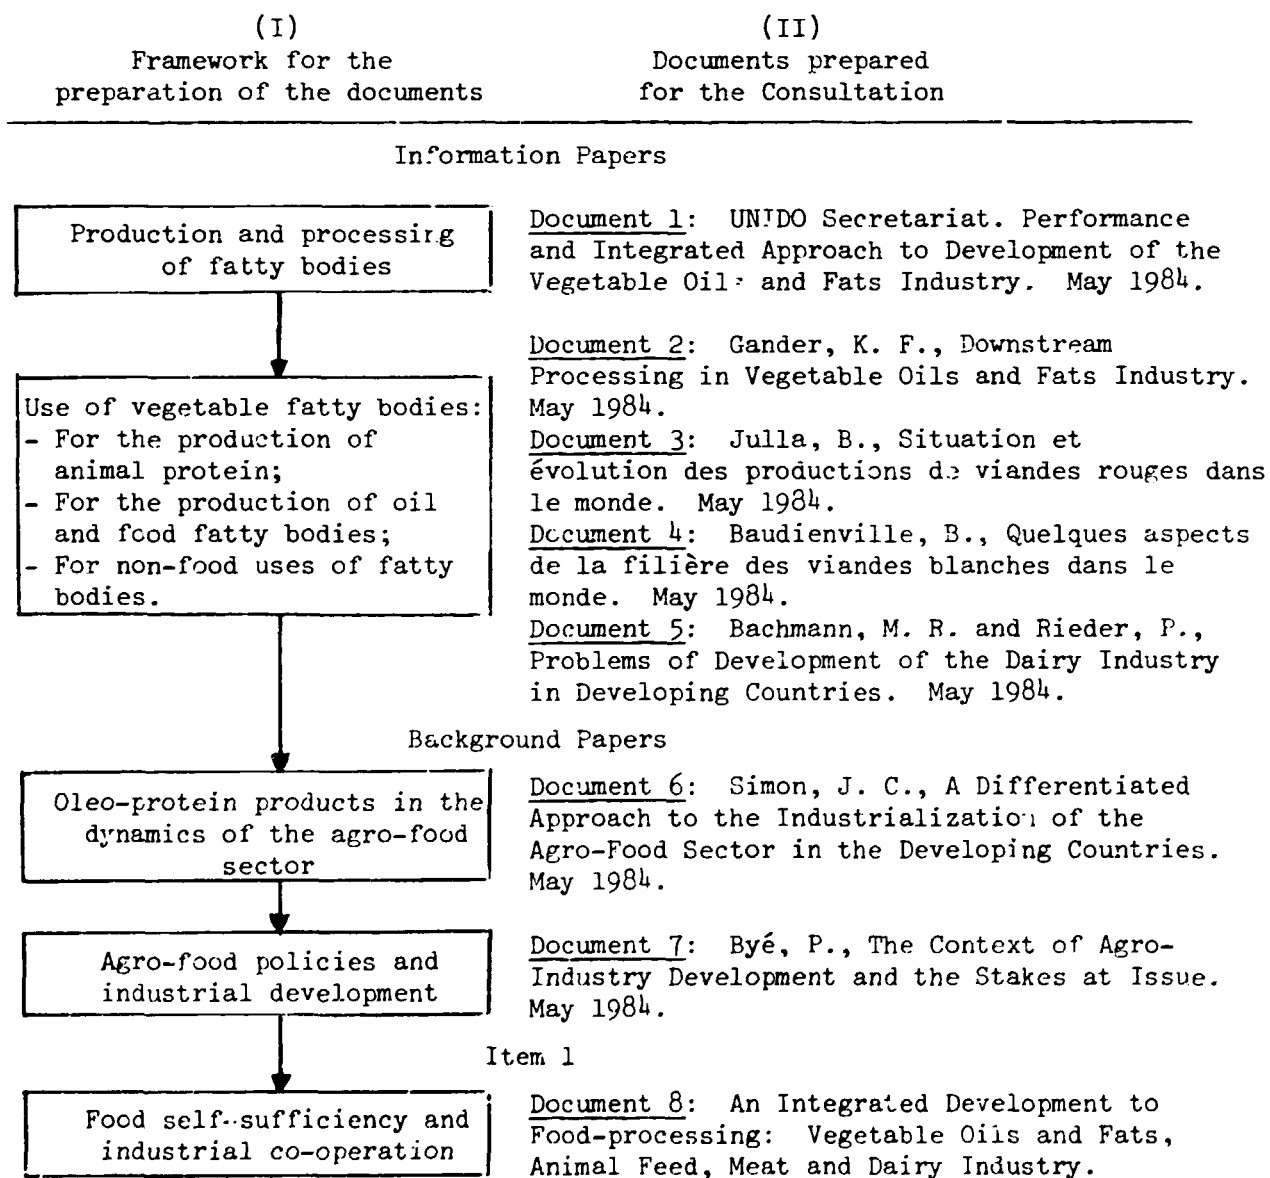 (I)
Framework for the
preparation of the documents
(II)
Documents prepared
for the Consultation
Information Papers
Production and processing
of fatty bodies
Document 1: UNIDO Secretariat. Performance
and Integrated Approach to Development of the
Vegetable Oils and Fats Industry. May 1984.
Use of vegetable fatty bodies:
- For the production of
animal protein;
- For the production of oil
and food fatty bodies;
- For non-food uses of fatty
bodies.
Document 2: Gander, K. F., Downstream
Processing in Vegetable Oils and Fats Industry.
May 1984.
Document 3: Julla, B., Situation et
évolution des productions de viandes rouges dans
le monde. May 1984.
Document 4: Baudienville, B., Quelques aspects
de la filière des viandes blanches dans le
monde. May 1984.
Document 5: Bachmann, M. R. and Rieder, P.,
Problems of Development of the Dairy Industry
in Developing Countries. May 1984.
Background Papers
Oleo-protein products in the
dynamics of the agro-food
sector
Document 6: Simon, J. C., A Differentiated
Approach to the Industrialization of the
Agro-Food Sector in the Developing Countries.
May 1984.
Agro-food policies and
industrial development
Document 7: Byé, P., The Context of Agro-
Industry Development and the Stakes at Issue.
May 1984.
Item 1
Food self-sufficiency and
industrial co-operation
Document 8: An Integrated Development to
Food-processing: Vegetable Oils and Fats,
Animal Feed, Meat and Dairy Industry.